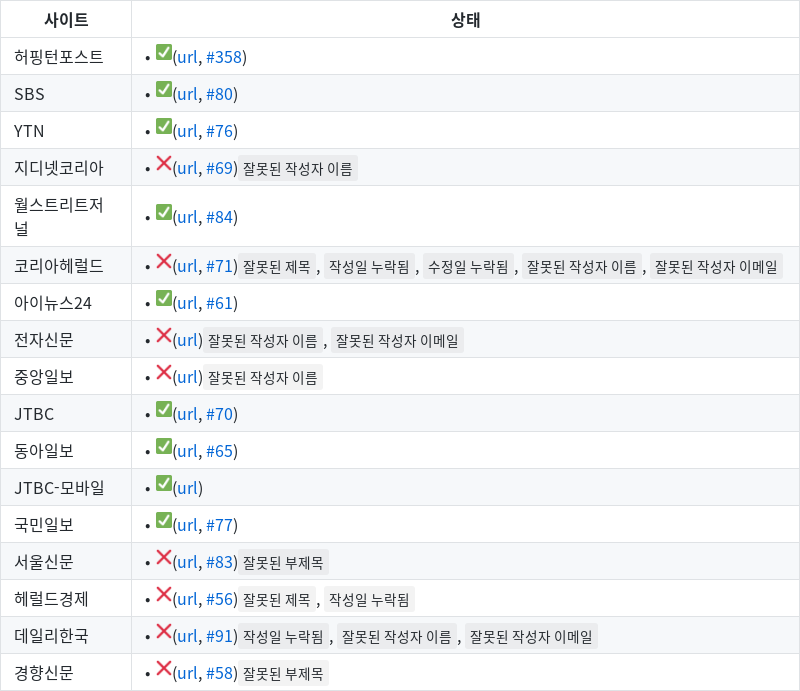 사이트 상태
허핑턴포스트 • ✅(url, #358)
SBS • ✅(url, #80)
YTN • ✅(url, #76)
지디넷코리아 • ❌(url, #69) 잘못된 작성자 이름
월스트리트저
널 • ✅(url, #84)
코리아헤럴드 • ❌(url, #71) 잘못된 제목 , 작성일 누락됨 , 수정일 누락됨 , 잘못된 작성자 이름 , 잘못된 작성자 이메일
아이뉴스24 • ✅(url, #61)
전자신문 • ❌(url) 잘못된 작성자 이름 , 잘못된 작성자 이메일
중앙일보 • ❌(url) 잘못된 작성자 이름
JTBC • ✅(url, #70)
동아일보 • ✅(url, #65)
JTBC-모바일 • ✅(url)
국민일보 • ✅(url, #77)
서울신문 • ❌(url, #83) 잘못된 부제목
헤럴드경제 • ❌(url, #56) 잘못된 제목 , 작성일 누락됨
데일리한국 • ❌(url, #91) 작성일 누락됨 , 잘못된 작성자 이름 , 잘못된 작성자 이메일
경향신문 • ❌(url, #58) 잘못된 부제목